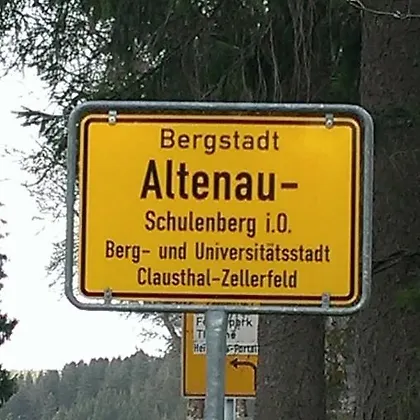 Bergstadt
Altenau-
Schulenberg i.O.
Berg- und Universitätsstadt
Clausthal-Zellerfeld